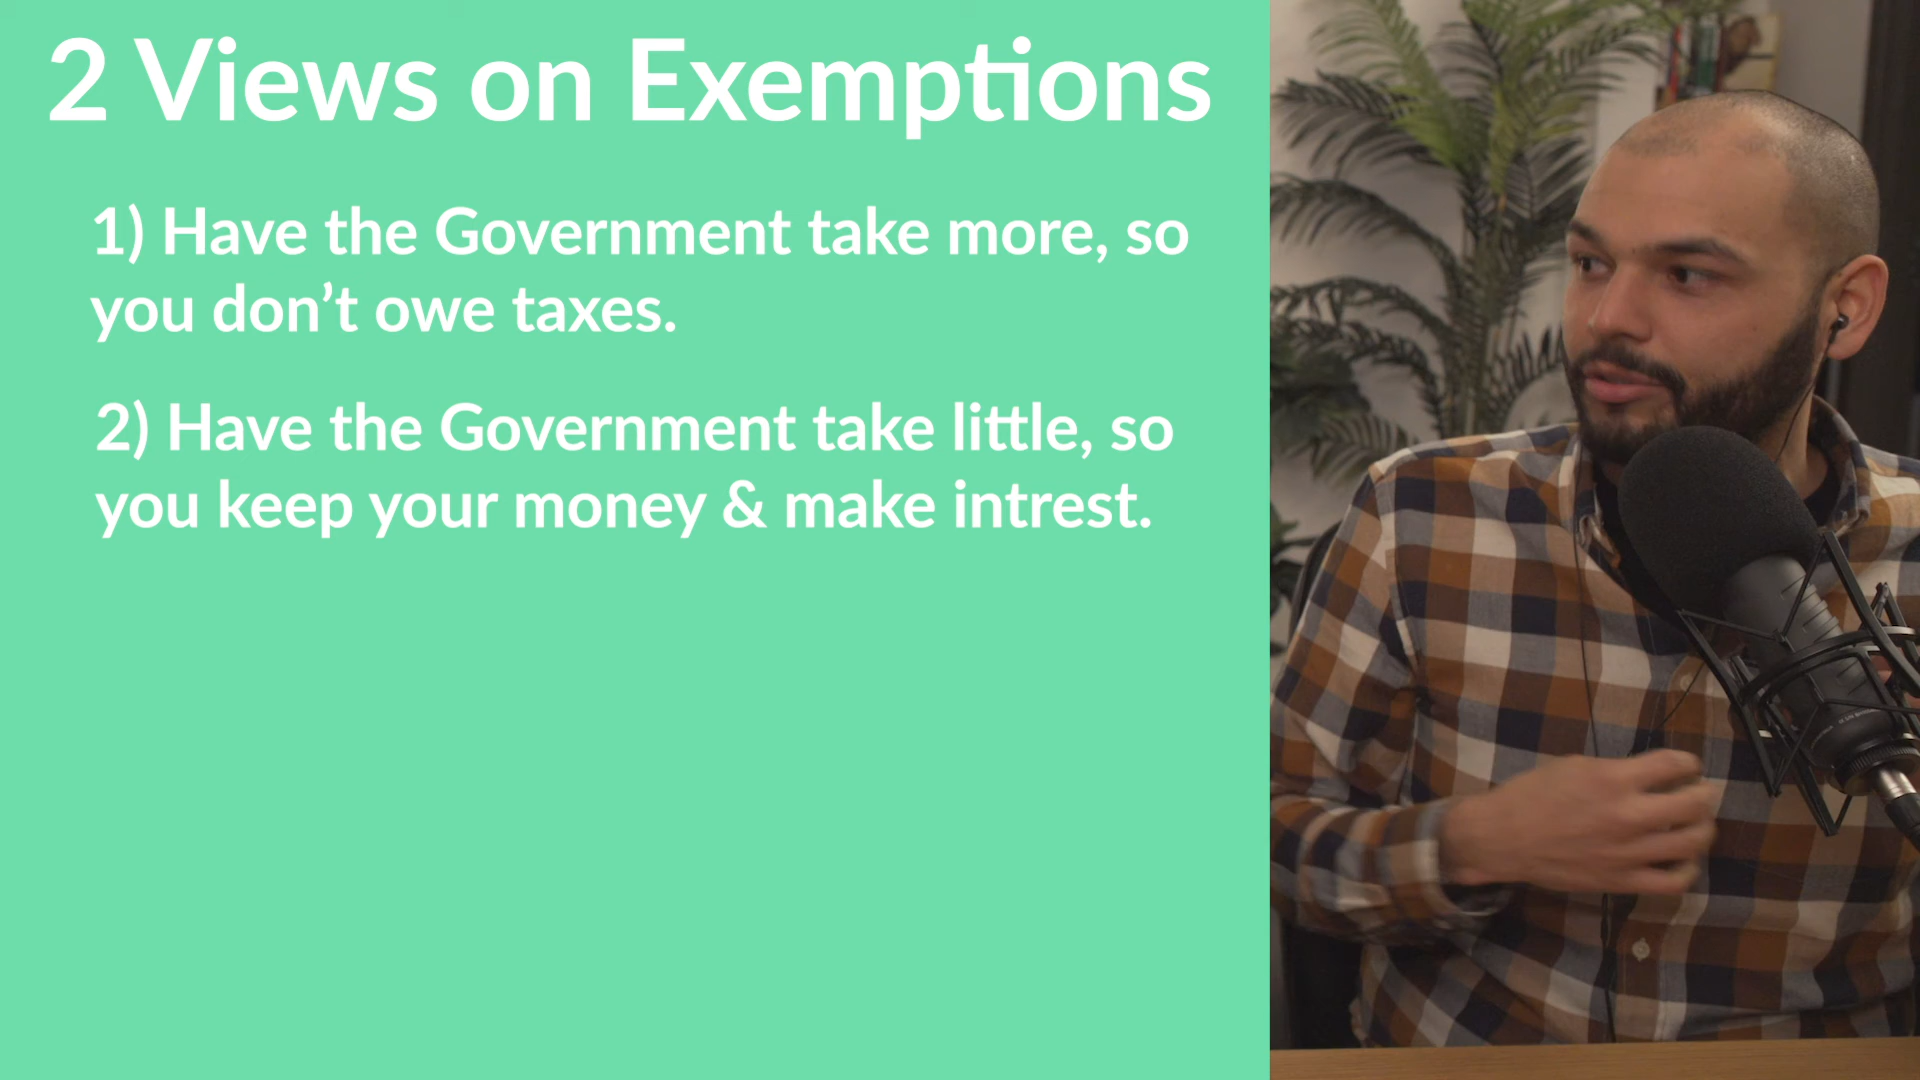 2 Views on Exemptions
1) Have the Government take more, so
you don’t owe taxes.
2) Have the Government take little, so
you keep your money & make intrest.